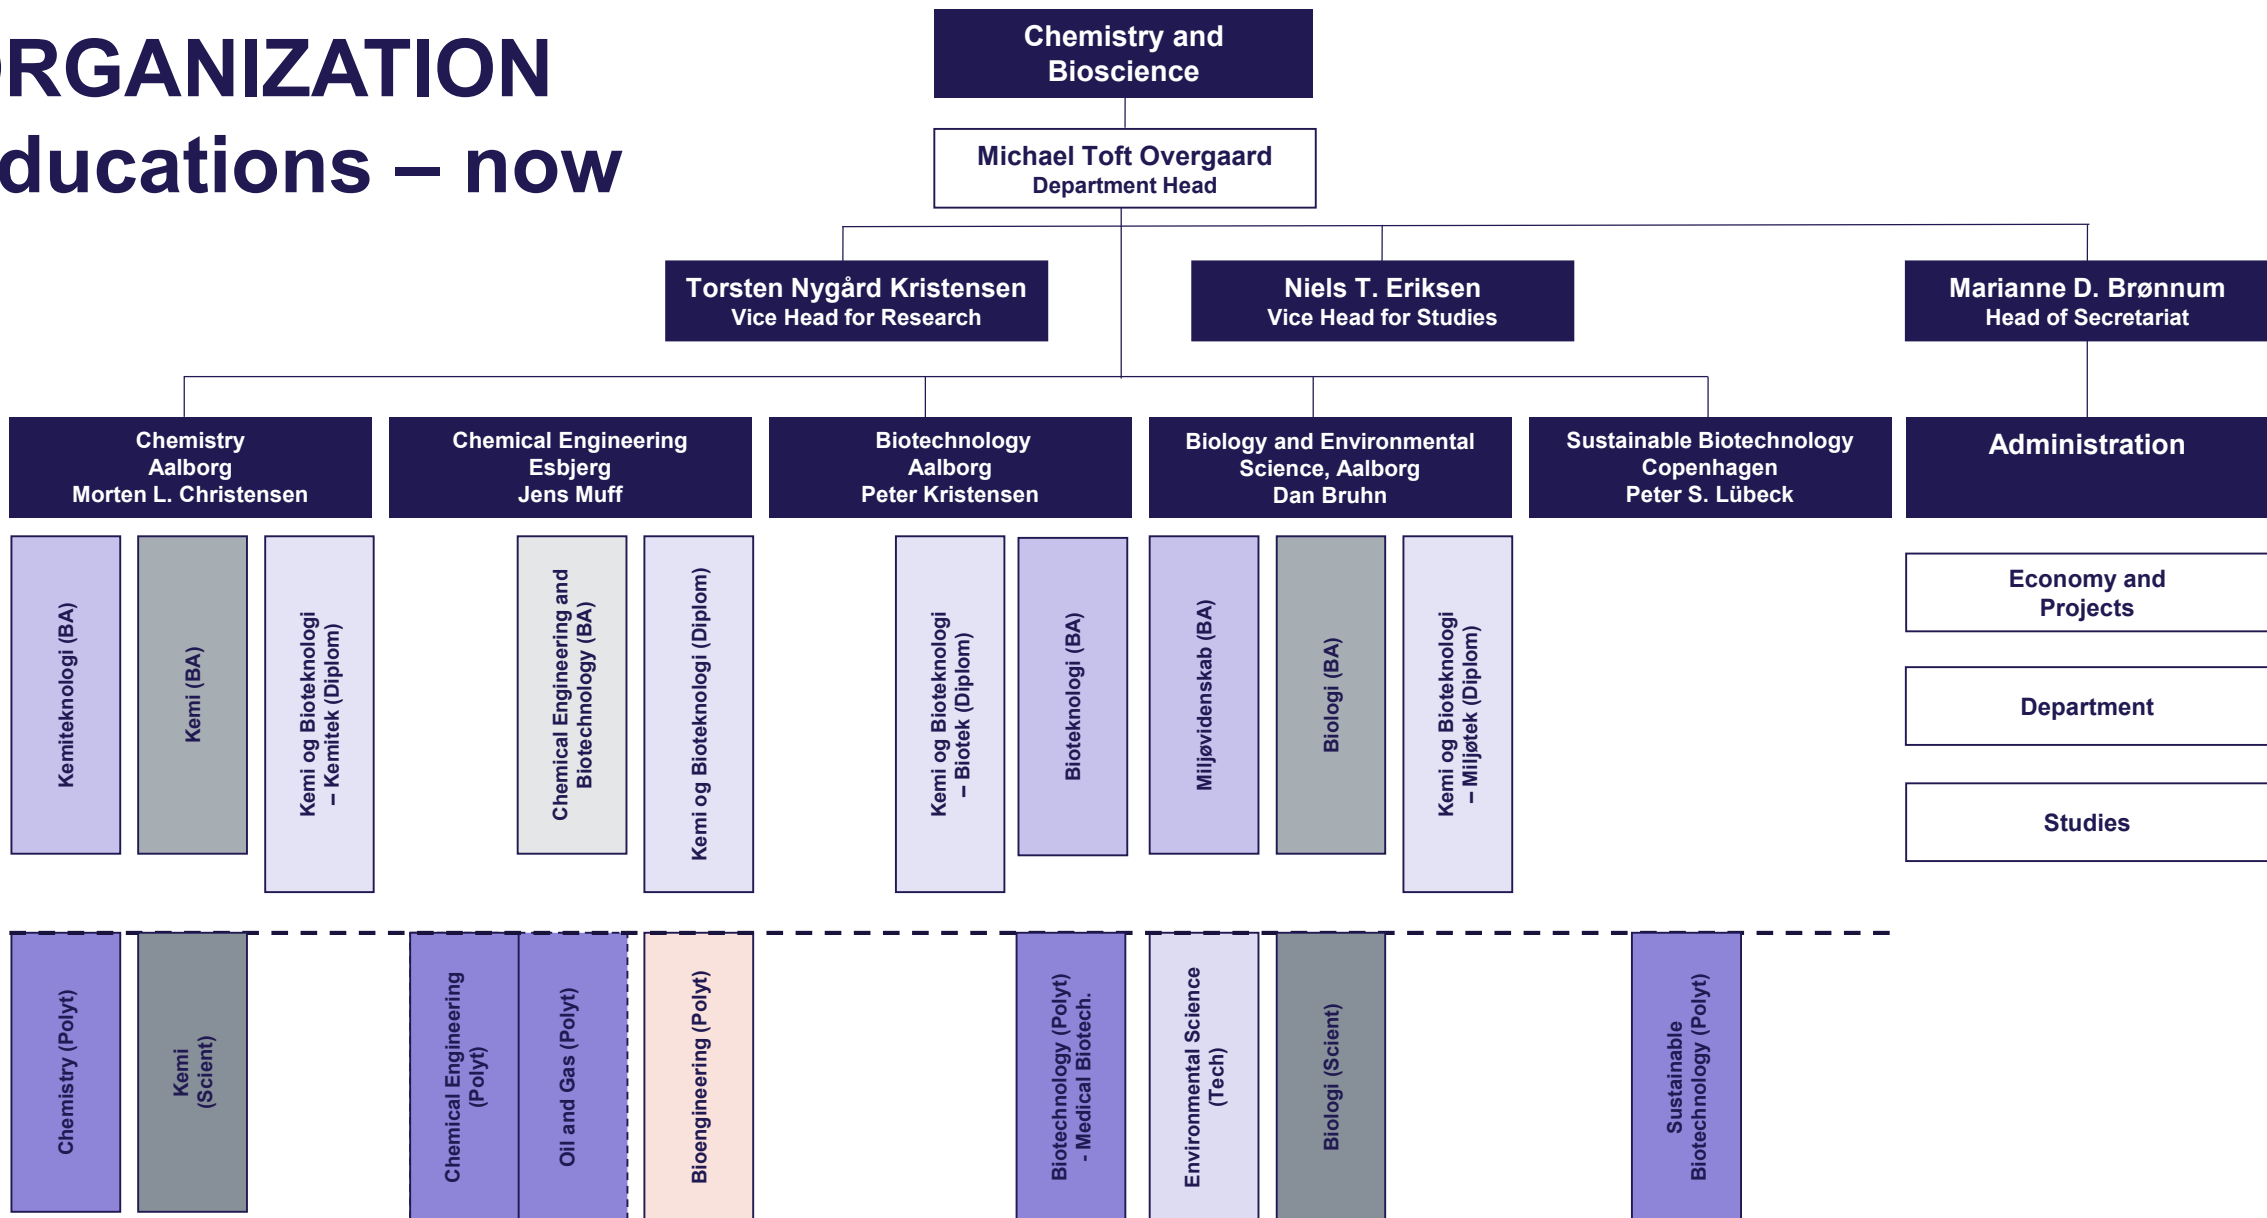 ORGANIZATION
ducations – now
Chemistry and
Bioscience
Michael Toft Overgaard
Department Head
Torsten Nygård Kristensen
Vice Head for Research
Niels T. Eriksen
Vice Head for Studies
Marianne D. Brønnum
Head of Secretariat
Chemistry
Aalborg
Morten L. Christensen
Chemical Engineering
Esbjerg
Jens Muff
Biotechnology
Aalborg
Peter Kristensen
Biology and Environmental
Science, Aalborg
Dan Bruhn
Sustainable Biotechnology
Copenhagen
Peter S. Lübeck
Administration
Kemiteknologi (BA)
Kemi (BA)
Kemi og Bioteknologi
– Kemitek (Diplom)
Chemical Engineering and
Biotechnology (BA)
Kemi og Bioteknologi (Diplom)
Kemi og Bioteknologi
– Biotek (Diplom)
Bioteknologi (BA)
Miljøvidenskab (BA)
Biologi (BA)
Kemi og Bioteknologi
– Miljøtek (Diplom)
Economy and
Projects
Department
Studies
Chemistry (Polyt)
Kemi
(Scient)
Chemical Engineering
(Polyt)
Oil and Gas (Polyt)
Bioengineering (Polyt)
Biotechnology (Polyt)
- Medical Biotech.
Environmental Science
(Tech)
Biologi (Scient)
Sustainable
Biotechnology (Polyt)